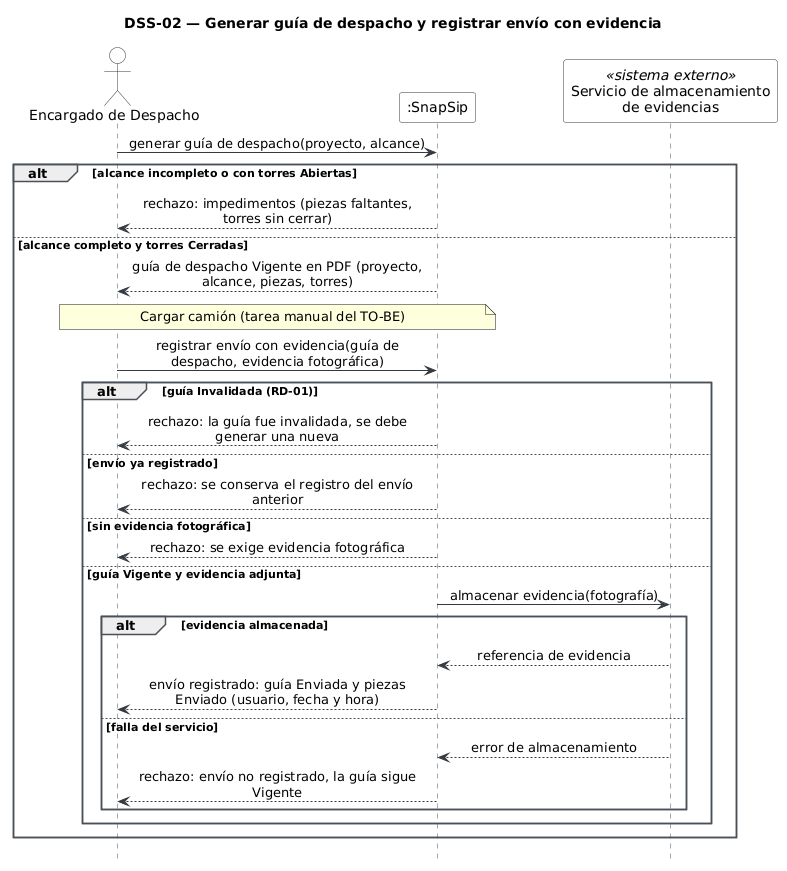 DSS-02 — Generar guía de despacho y registrar envío con evidencia
Encargado de Despacho
:SnapSip
«sistema externo»
Servicio de almacenamiento
de evidencias
generar guía de despacho(proyecto, alcance)
alt
[alcance incompleto o con torres Abiertas]
rechazo: impedimentos (piezas faltantes,
torres sin cerrar)
[alcance completo y torres Cerradas]
guía de despacho Vigente en PDF (proyecto,
alcance, piezas, torres)
Cargar camión (tarea manual del TO-BE)
registrar envío con evidencia(guía de
despacho, evidencia fotográfica)
alt
[guía Invalidada (RD-01)]
rechazo: la guía fue invalidada, se debe
generar una nueva
[envío ya registrado]
rechazo: se conserva el registro del envío
anterior
[sin evidencia fotográfica]
rechazo: se exige evidencia fotográfica
[guía Vigente y evidencia adjunta]
almacenar evidencia(fotografía)
alt
[evidencia almacenada]
referencia de evidencia
envío registrado: guía Enviada y piezas
Enviado (usuario, fecha y hora)
[falla del servicio]
error de almacenamiento
rechazo: envío no registrado, la guía sigue
Vigente